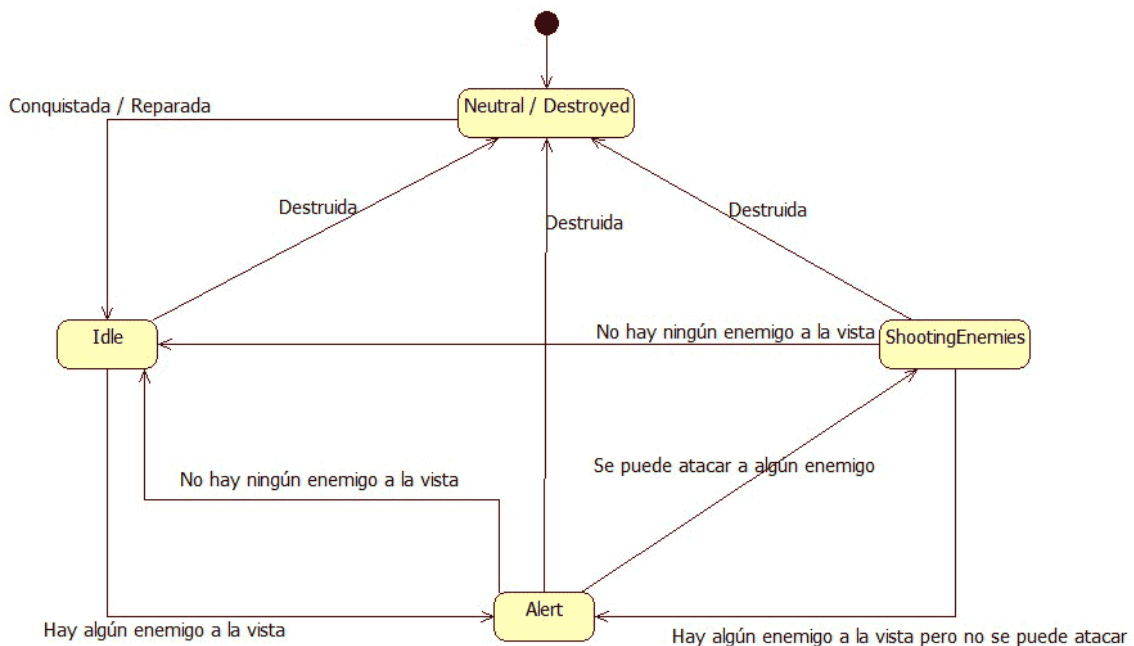 Neutral / Destroyed
Conquistada / Reparada
Destruida
Destruida
Destruida
Idle
No hay ningún enemigo a la vista
ShootingEnemies
Se puede atacar a algún enemigo
No hay ningún enemigo a la vista
Alert
Hay algún enemigo a la vista
Hay algún enemigo a la vista pero no se puede atacar